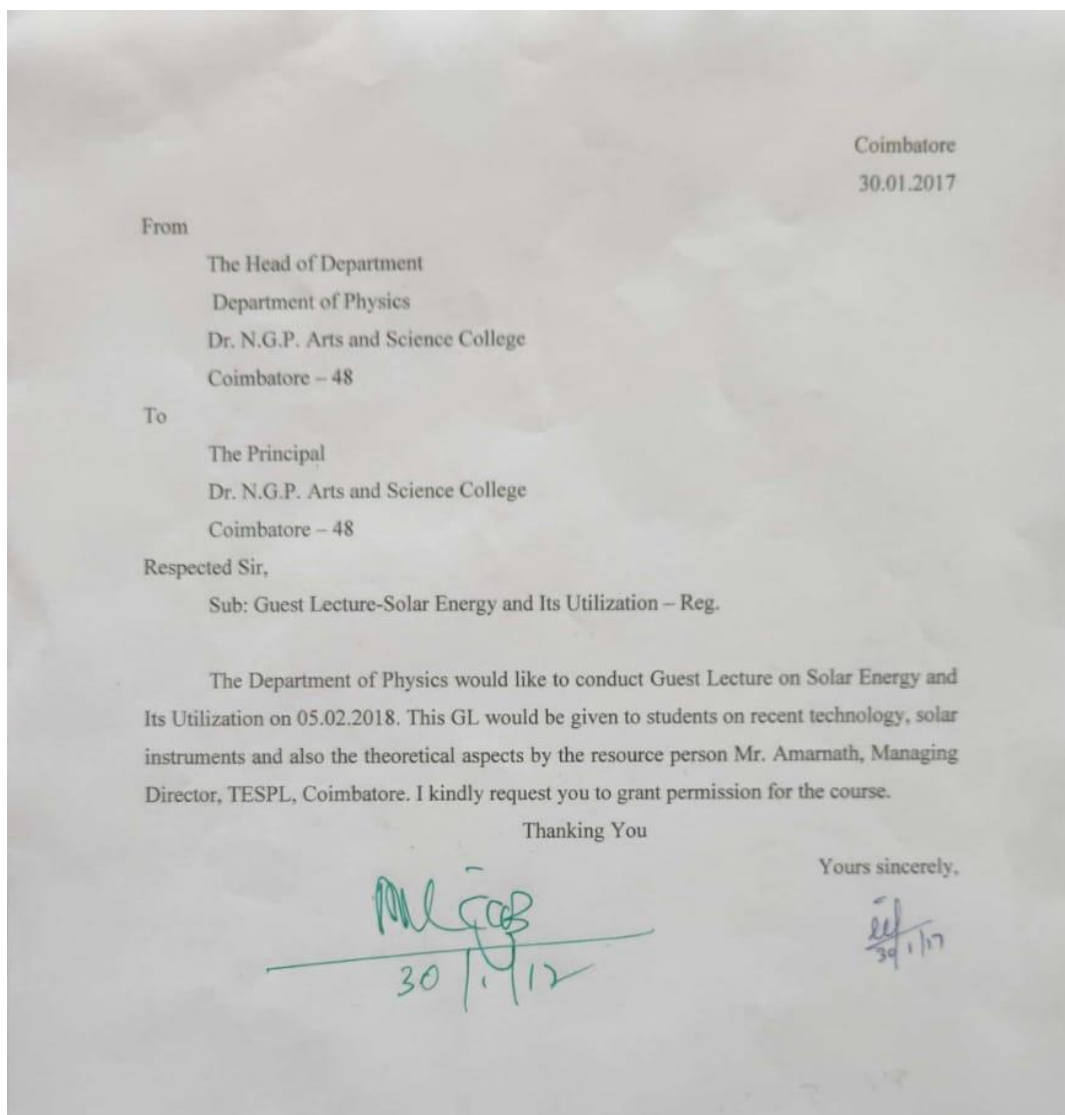 Coimbatore
30.01.2017
From
The Head of Department
Department of Physics
Dr. N.G.P. Arts and Science College
Coimbatore – 48
To
The Principal
Dr. N.G.P. Arts and Science College
Coimbatore – 48
Respected Sir,
Sub: Guest Lecture-Solar Energy and Its Utilization – Reg.
The Department of Physics would like to conduct Guest Lecture on Solar Energy and
Its Utilization on 05.02.2018. This GL would be given to students on recent technology, solar
instruments and also the theoretical aspects by the resource person Mr. Amarnath, Managing
Director, TESPL, Coimbatore. I kindly request you to grant permission for the course.
Thanking You
Yours sincerely,
30/1/17
30/1/12